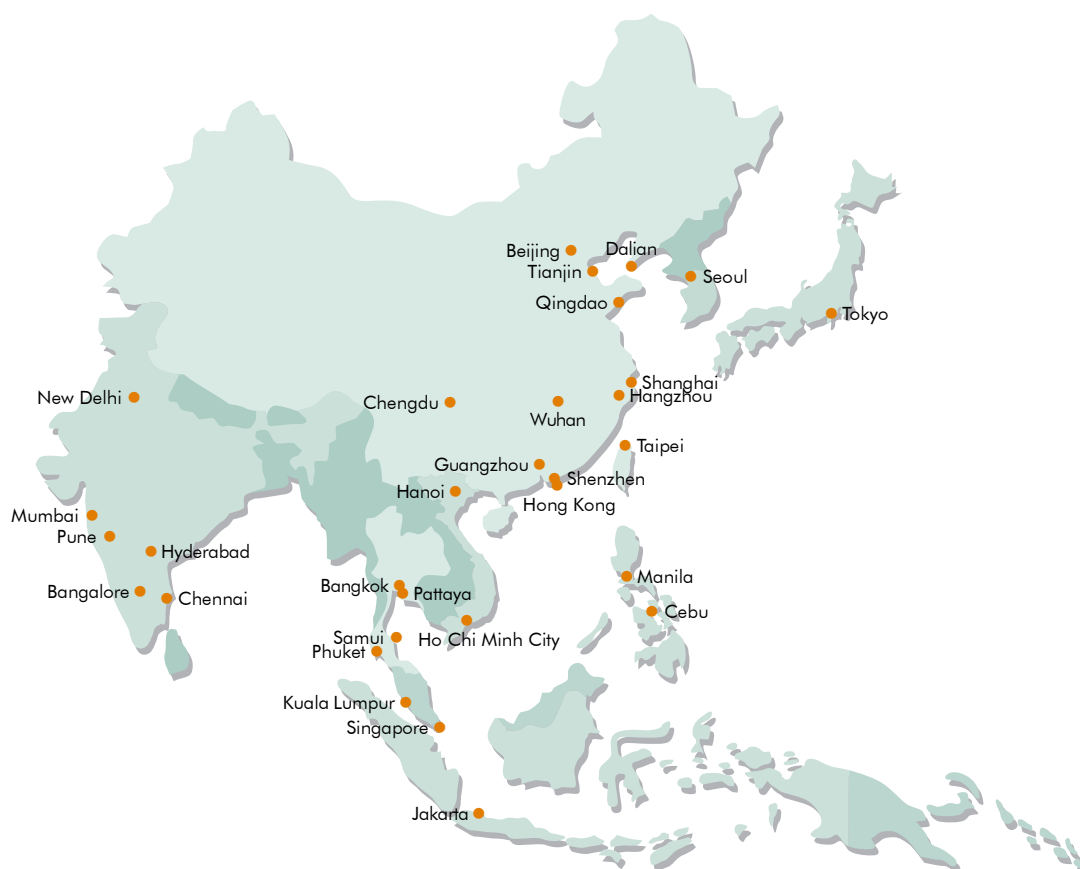 Beijing
Dalian
Tianjin
Seoul
Qingdao
Tokyo
Shanghai
Hangzhou
New Delhi
Chengdu
Wuhan
Taipei
Guangzhou
Shenzhen
Hanoi
Hong Kong
Mumbai
Pune
Hyderabad
Manila
Bangkok
Pattaya
Bangalore
Chennai
Cebu
Samui
Ho Chi Minh City
Phuket
Kuala Lumpur
Singapore
Jakarta